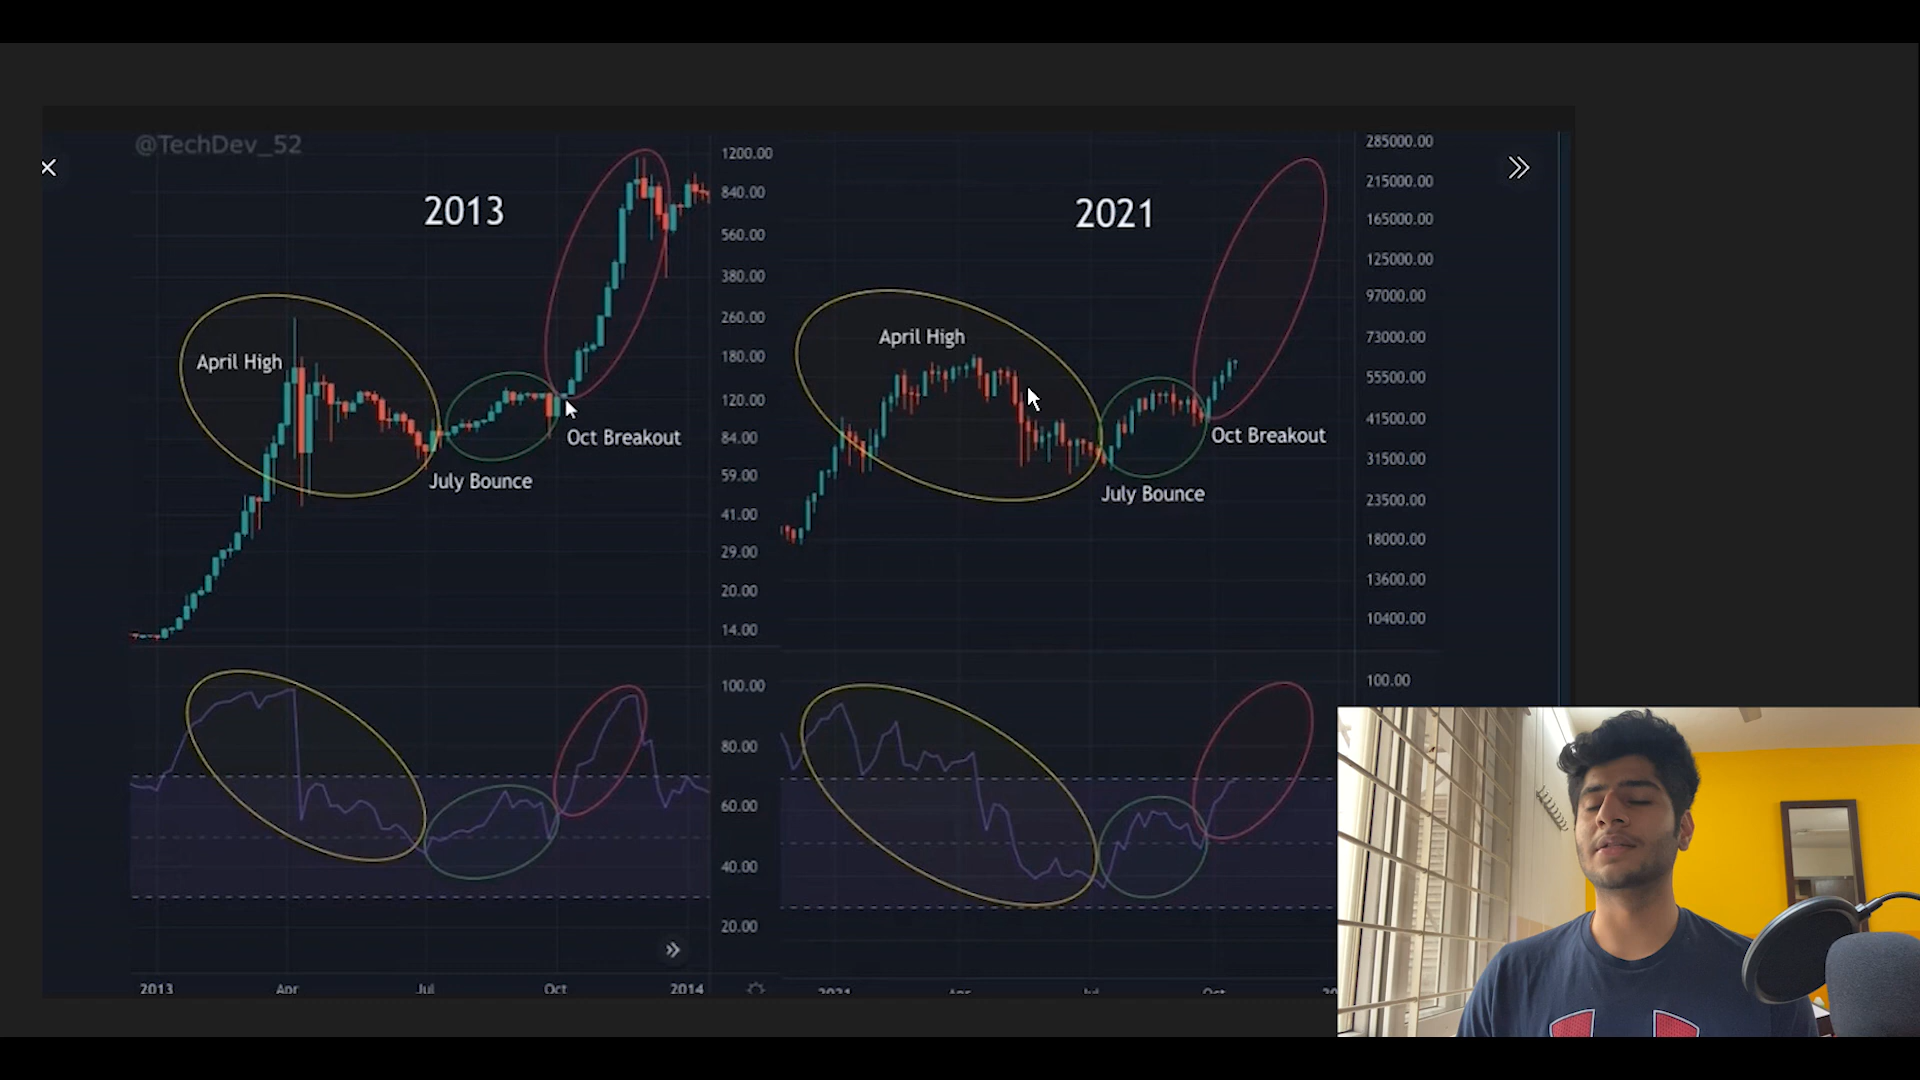 @TechDev_52
2013
April High
July Bounce
Oct Breakout
1200.00
840.00
560.00
380.00
260.00
180.00
120.00
84.00
59.00
41.00
29.00
20.00
14.00
100.00
80.00
60.00
40.00
20.00
2013
Apr
Jul
Oct
2014
2021
April High
July Bounce
Oct Breakout
285000.00
215000.00
165000.00
125000.00
97000.00
73000.00
55500.00
41500.00
31500.00
23500.00
18000.00
13600.00
10400.00
100.00
2021
Apr
Jul
Oct